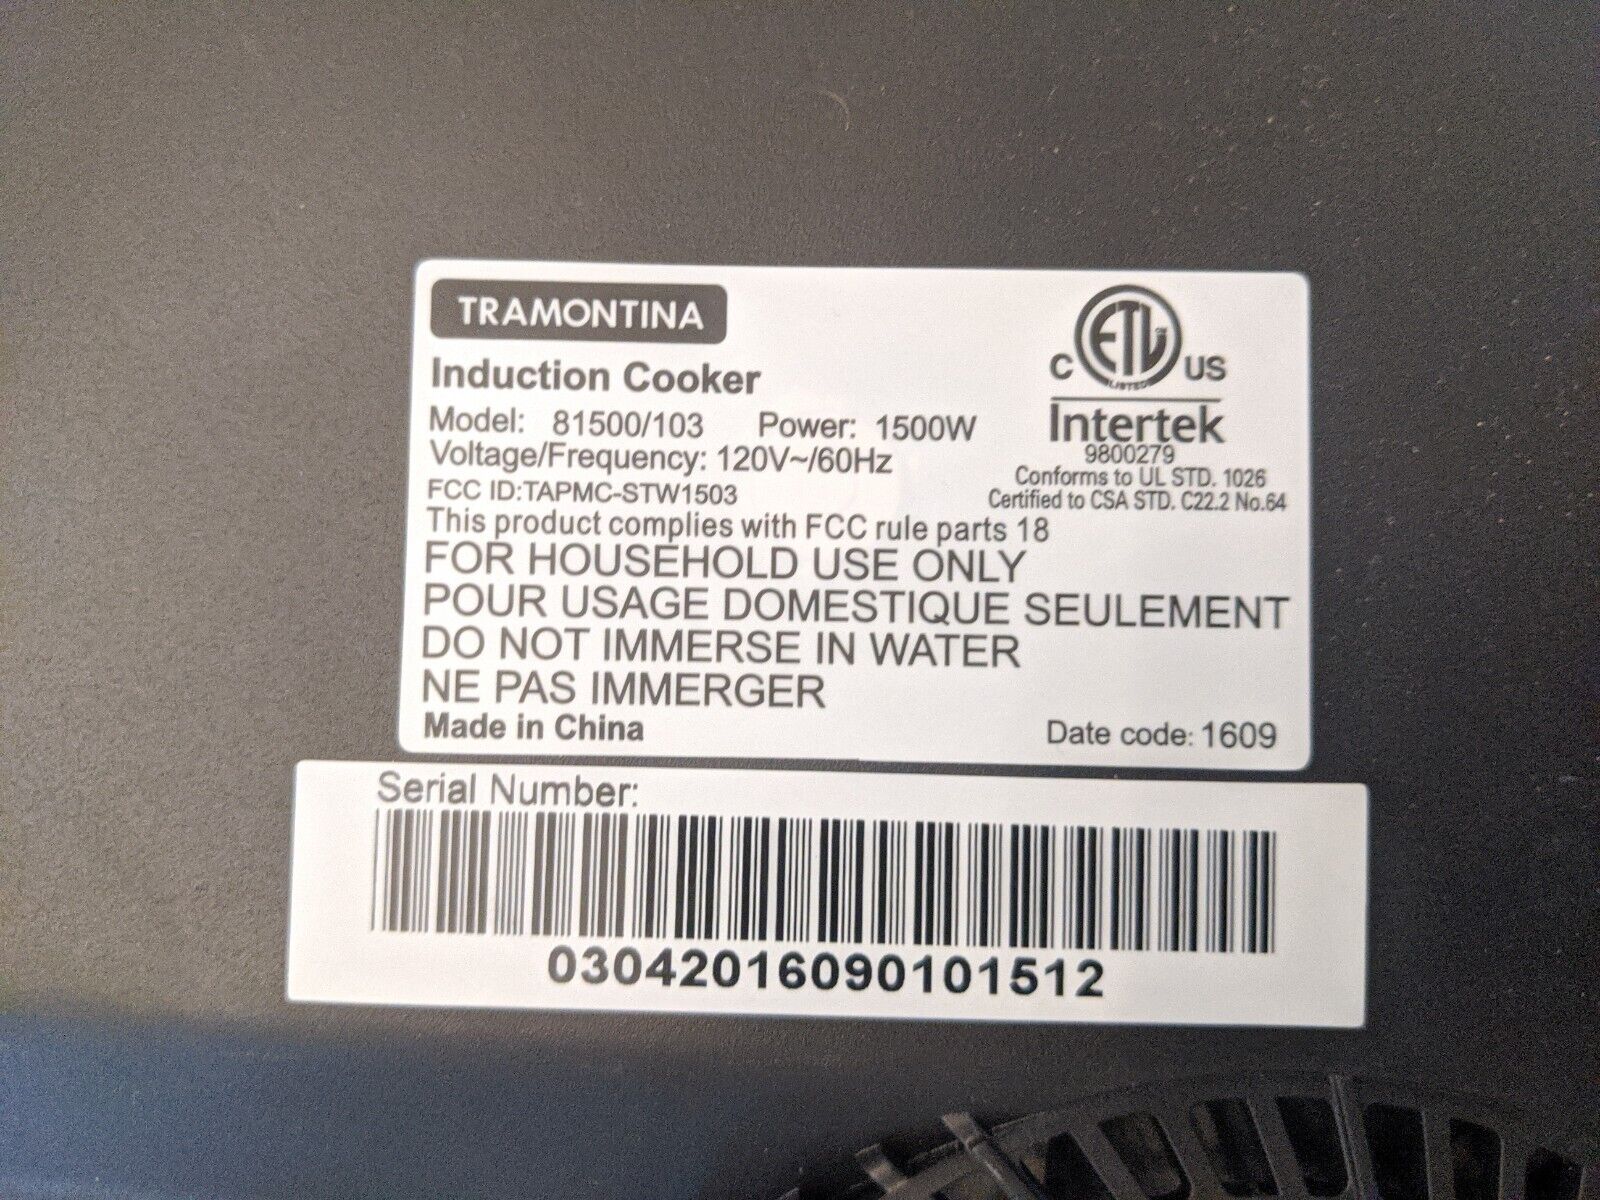 TRAMONTINA
Induction Cooker
Model: 81500/103 Power: 1500W
Voltage/Frequency: 120V~/60Hz
FCC ID:TAPMC-STW1503
This product complies with FCC rule parts 18
FOR HOUSEHOLD USE ONLY
POUR USAGE DOMESTIQUE SEULEMENT
DO NOT IMMERSE IN WATER
NE PAS IMMERGER
Made in China
C ETL US
LISTED
Intertek
9800279
Conforms to UL STD. 1026
Certified to CSA STD. C22.2 No.64
Date code: 1609
Serial Number:
03042016090101512